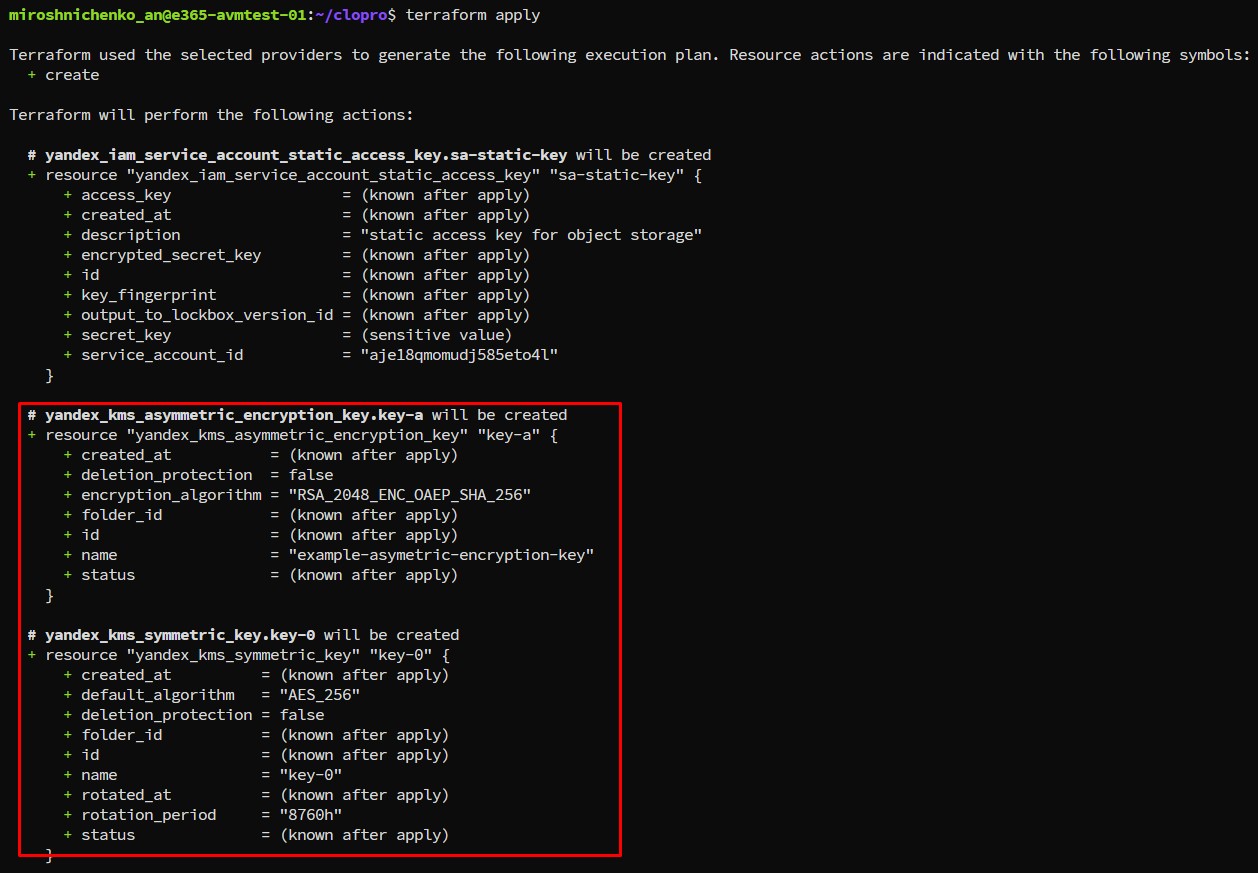 miroshnichenko_an@e365-avmtest-01:~/clopro$ terraform apply
Terraform used the selected providers to generate the following execution plan. Resource actions are indicated with the following symbols:
  + create
Terraform will perform the following actions:
  # yandex_iam_service_account_static_access_key.sa-static-key will be created
  + resource "yandex_iam_service_account_static_access_key" "sa-static-key" {
      + access_key                   = (known after apply)
      + created_at                   = (known after apply)
      + description                  = "static access key for object storage"
      + encrypted_secret_key         = (known after apply)
      + id                           = (known after apply)
      + key_fingerprint              = (known after apply)
      + output_to_lockbox_version_id = (known after apply)
      + secret_key                   = (sensitive value)
      + service_account_id           = "aje18qmomudj585eto4l"
    }
  # yandex_kms_asymmetric_encryption_key.key-a will be created
  + resource "yandex_kms_asymmetric_encryption_key" "key-a" {
      + created_at           = (known after apply)
      + deletion_protection  = false
      + encryption_algorithm = "RSA_2048_ENC_OAEP_SHA_256"
      + folder_id            = (known after apply)
      + id                   = (known after apply)
      + name                 = "example-asymetric-encryption-key"
      + status               = (known after apply)
    }
  # yandex_kms_symmetric_key.key-0 will be created
  + resource "yandex_kms_symmetric_key" "key-0" {
      + created_at          = (known after apply)
      + default_algorithm   = "AES_256"
      + deletion_protection = false
      + folder_id           = (known after apply)
      + id                  = (known after apply)
      + name                = "key-0"
      + rotated_at          = (known after apply)
      + rotation_period     = "8760h"
      + status              = (known after apply)
    }